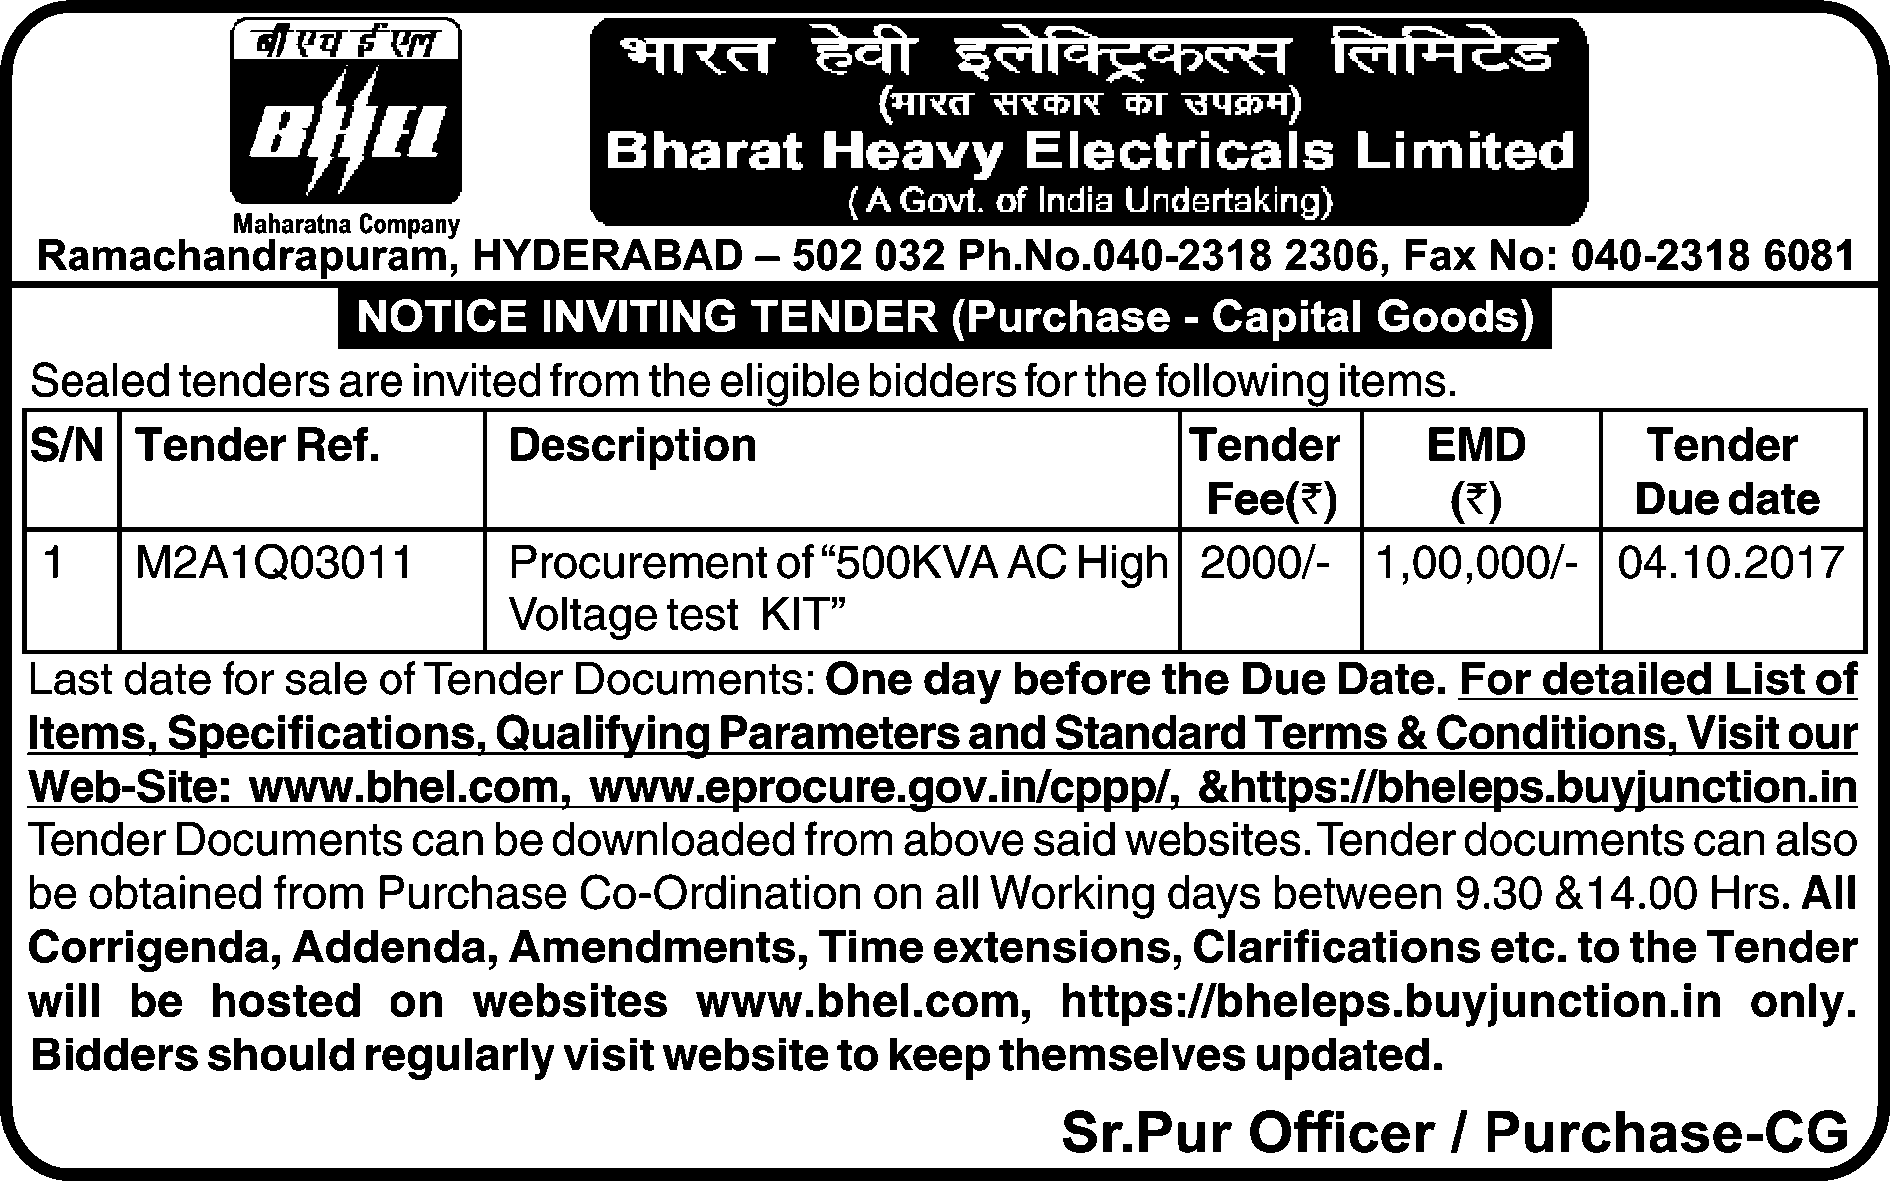 बी एच ई एल
BHEL
Maharatna Company
भारत हेवी इलेक्ट्रिकल्स लिमिटेड
(भारत सरकार का उपक्रम)
Bharat Heavy Electricals Limited
( A Govt. of India Undertaking)
Ramachandrapuram, HYDERABAD – 502 032 Ph.No.040-2318 2306, Fax No: 040-2318 6081
NOTICE INVITING TENDER (Purchase - Capital Goods)
Sealed tenders are invited from the eligible bidders for the following items.
S/N Tender Ref. Description Tender EMD Tender
Fee(₹) (₹) Due date
1 M2A1Q03011 Procurement of “500KVA AC High 2000/- 1,00,000/- 04.10.2017
Voltage test KIT”
Last date for sale of Tender Documents: One day before the Due Date. For detailed List of
Items, Specifications, Qualifying Parameters and Standard Terms & Conditions, Visit our
Web-Site: www.bhel.com, www.eprocure.gov.in/cppp/, &https://bheleps.buyjunction.in
Tender Documents can be downloaded from above said websites. Tender documents can also
be obtained from Purchase Co-Ordination on all Working days between 9.30 &14.00 Hrs. All
Corrigenda, Addenda, Amendments, Time extensions, Clarifications etc. to the Tender
will be hosted on websites www.bhel.com, https://bheleps.buyjunction.in only.
Bidders should regularly visit website to keep themselves updated.
Sr.Pur Officer / Purchase-CG